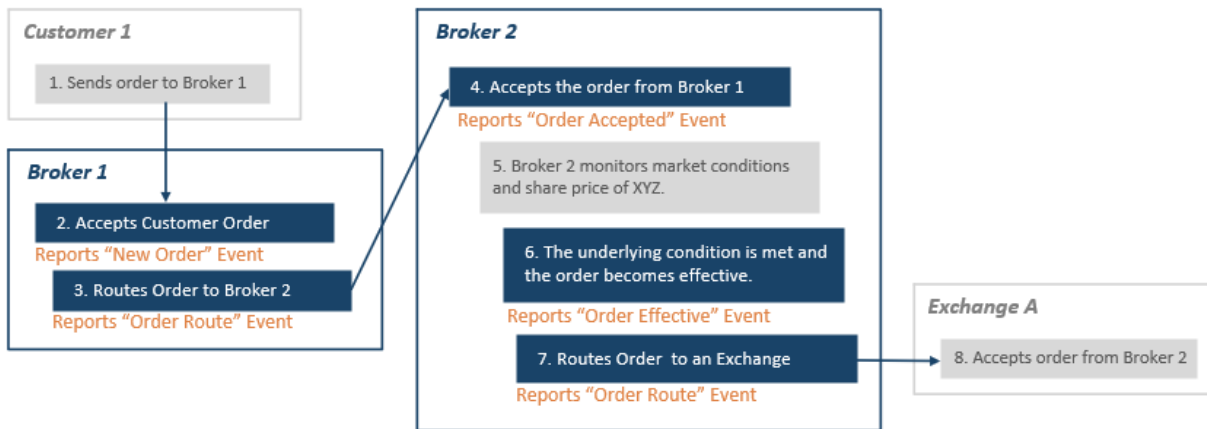 Customer 1
1. Sends order to Broker 1
Broker 1
2. Accepts Customer Order
Reports “New Order” Event
3. Routes Order to Broker 2
Reports “Order Route” Event
Broker 2
4. Accepts the order from Broker 1
Reports “Order Accepted” Event
5. Broker 2 monitors market conditions
and share price of XYZ.
6. The underlying condition is met and
the order becomes effective.
Reports “Order Effective” Event
7. Routes Order to an Exchange
Reports “Order Route” Event
Exchange A
8. Accepts order from Broker 2